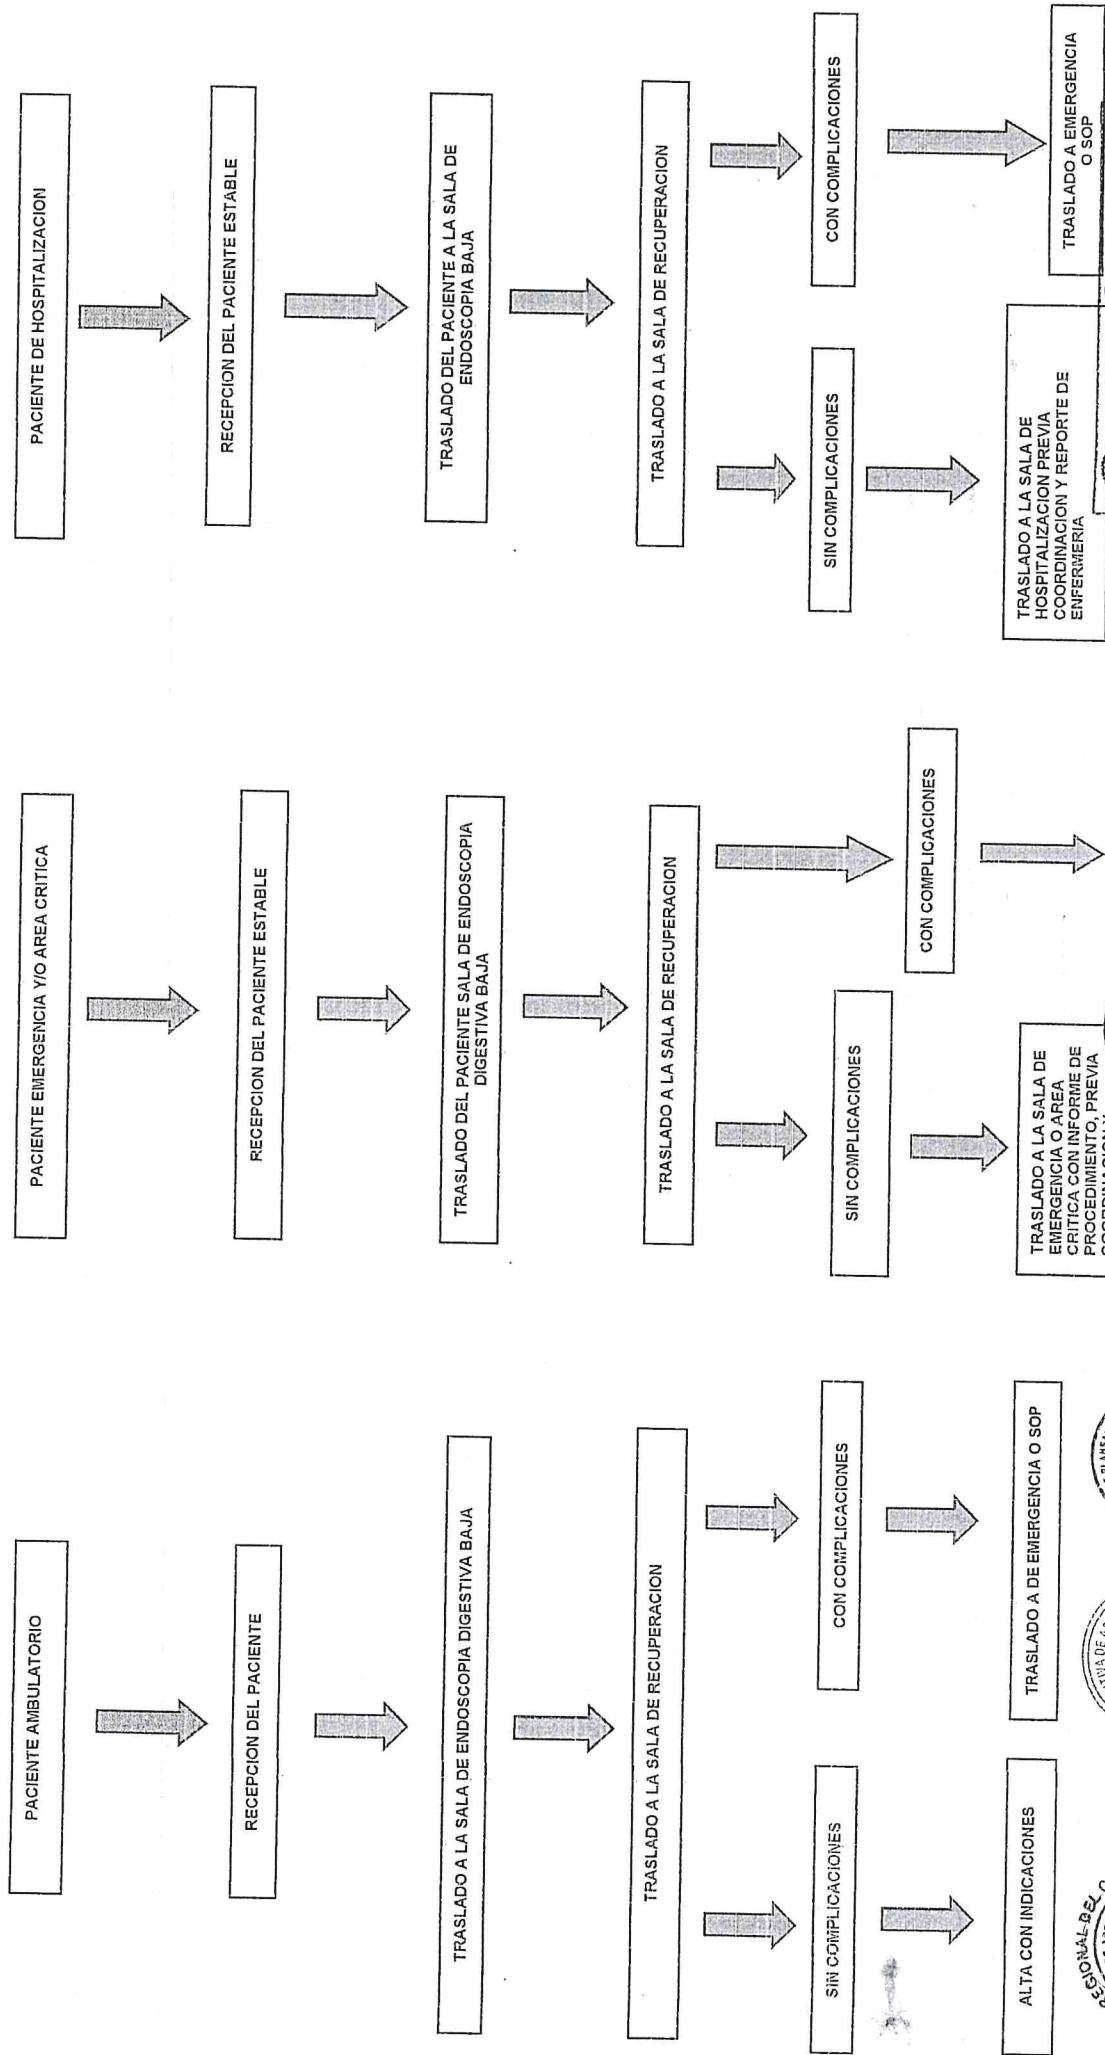 PACIENTE AMBULATORIO
RECEPCION DEL PACIENTE
TRASLADO A LA SALA DE ENDOSCOPIA DIGESTIVA BAJA
TRASLADO A LA SALA DE RECUPERACION
SIN COMPLICACIONES
CON COMPLICACIONES
ALTA CON INDICACIONES
TRASLADO A DE EMERGENCIA O SOP
PACIENTE EMERGENCIA Y/O AREA CRITICA
RECEPCION DEL PACIENTE ESTABLE
TRASLADO DEL PACIENTE SALA DE ENDOSCOPIA
DIGESTIVA BAJA
TRASLADO A LA SALA DE RECUPERACION
SIN COMPLICACIONES
CON COMPLICACIONES
TRASLADO A LA SALA DE
EMERGENCIA O AREA
CRITICA CON INFORME DE
PROCEDIMIENTO, PREVIA
PACIENTE DE HOSPITALIZACION
RECEPCION DEL PACIENTE ESTABLE
TRASLADO DEL PACIENTE A LA SALA DE
ENDOSCOPIA BAJA
TRASLADO A LA SALA DE RECUPERACION
SIN COMPLICACIONES
CON COMPLICACIONES
TRASLADO A LA SALA DE
HOSPITALIZACION PREVIA
COORDINACION Y REPORTE DE
ENFERMERIA
TRASLADO A EMERGENCIA
O SOP
REGIONAL DEL